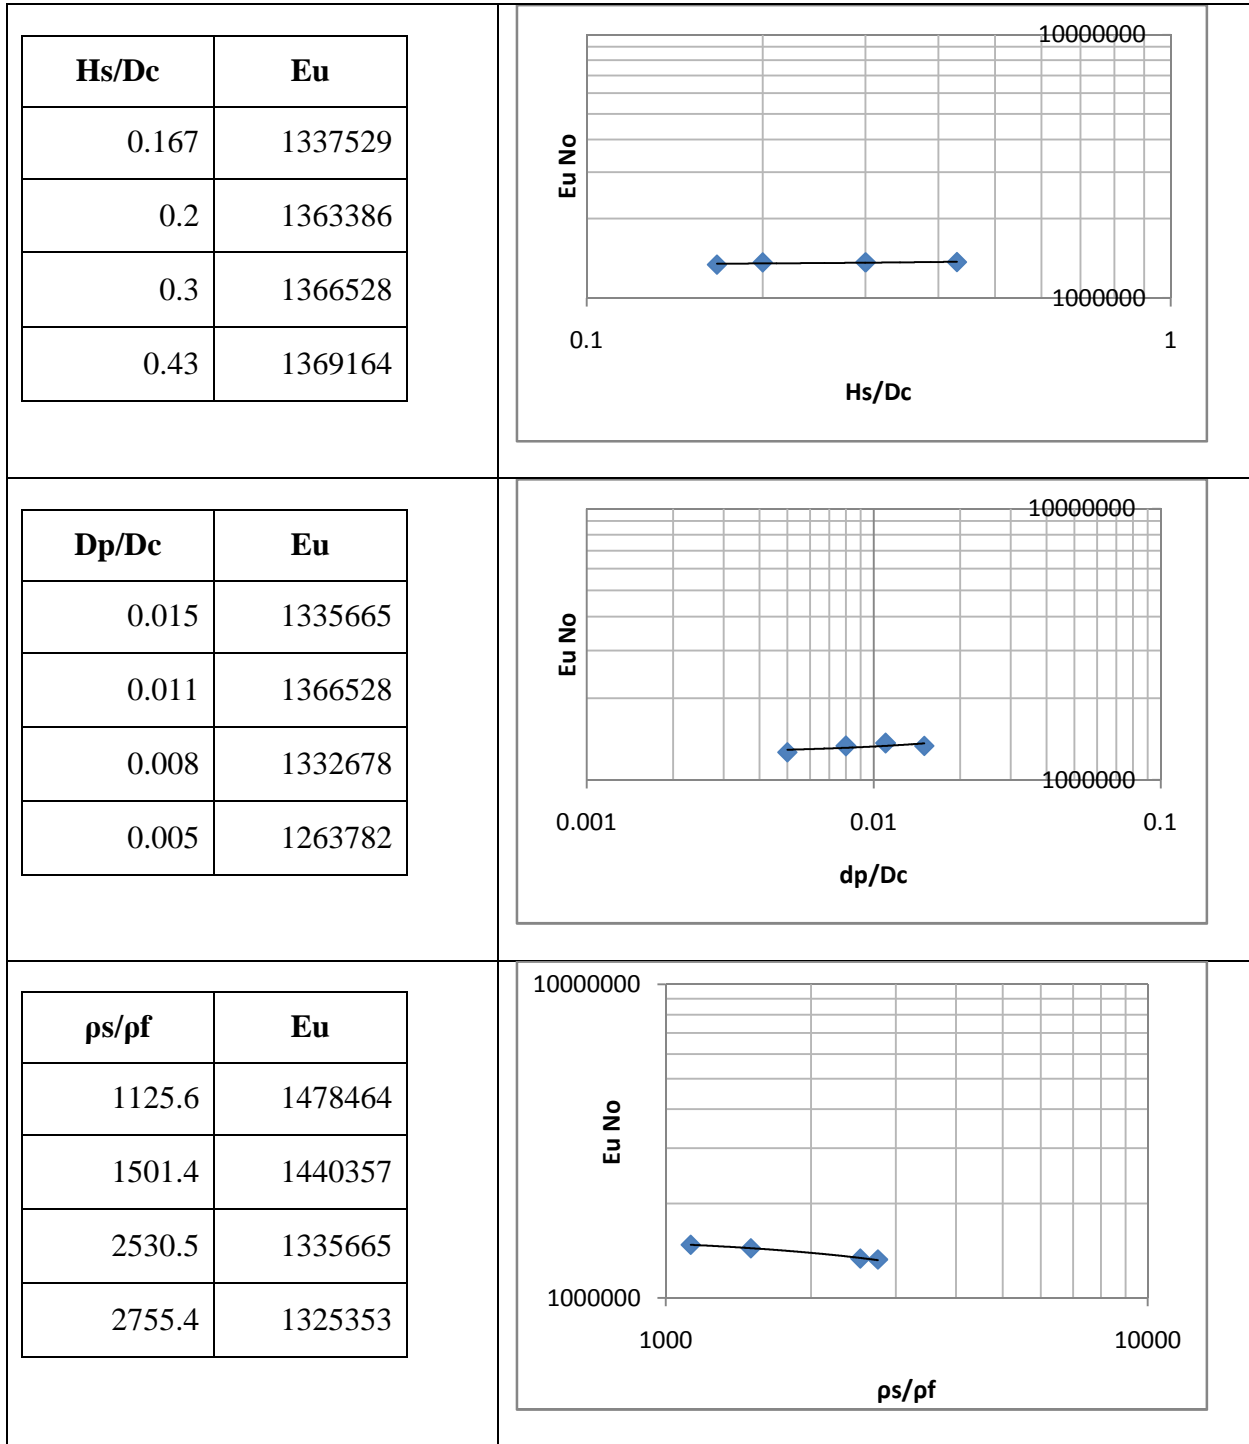 Hs/Dc Eu
0.167 1337529
0.2 1363386
0.3 1366528
0.43 1369164
10000000
Eu No
1000000
0.1 1
Hs/Dc
Dp/Dc Eu
0.015 1335665
0.011 1366528
0.008 1332678
0.005 1263782
10000000
Eu No
1000000
0.001 0.01 0.1
dp/Dc
ρs/ρf Eu
1125.6 1478464
1501.4 1440357
2530.5 1335665
2755.4 1325353
10000000
Eu No
1000000
1000 10000
ρs/ρf